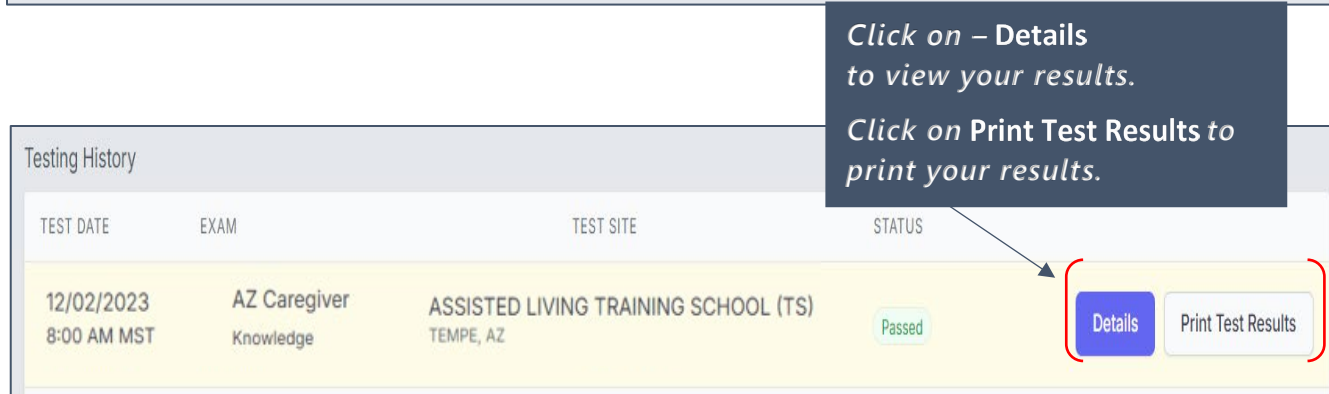 Click on – Details
to view your results.
Click on Print Test Results to
print your results.
Testing History
TEST DATE EXAM TEST SITE STATUS
12/02/2023 AZ Caregiver ASSISTED LIVING TRAINING SCHOOL (TS) Passed Details Print Test Results
8:00 AM MST Knowledge TEMPE, AZ